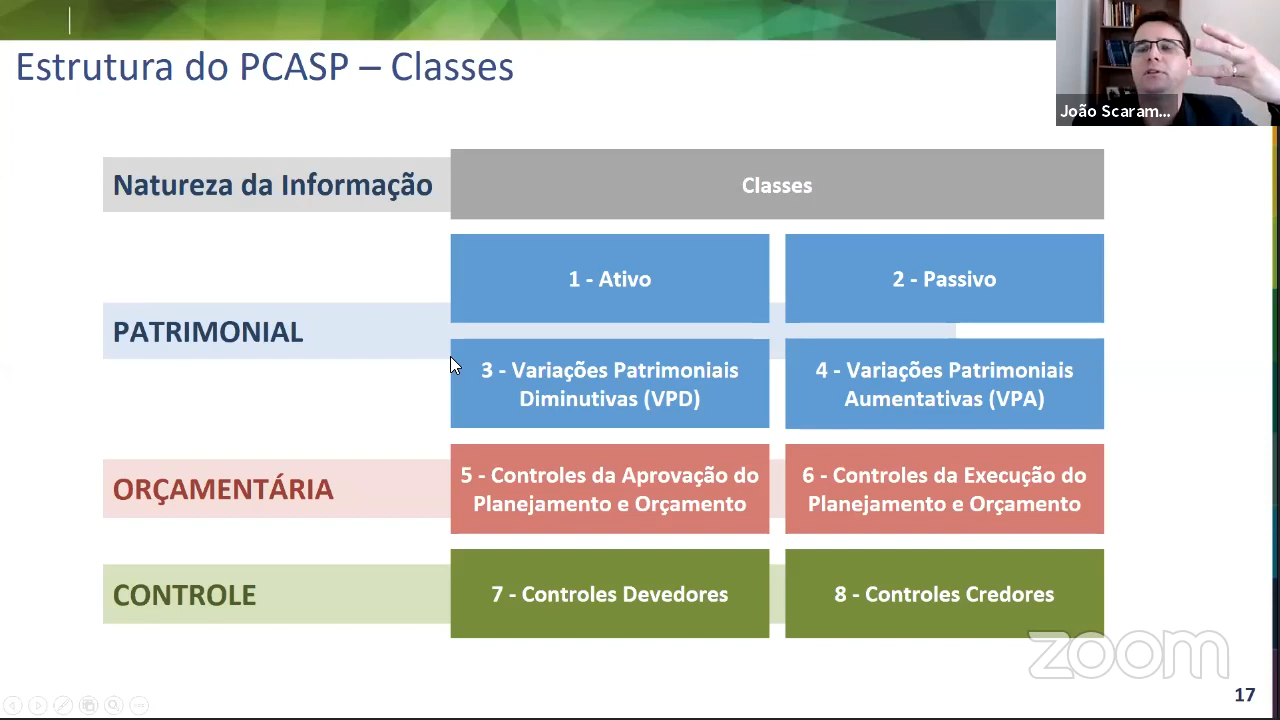 Estrutura do PCASP – Classes
João Scaram...
Natureza da Informação
Classes
PATRIMONIAL
1 - Ativo
2 - Passivo
3 - Variações Patrimoniais
Diminutivas (VPD)
4 - Variações Patrimoniais
Aumentativas (VPA)
ORÇAMENTÁRIA
5 - Controles da Aprovação do
Planejamento e Orçamento
6 - Controles da Execução do
Planejamento e Orçamento
CONTROLE
7 - Controles Devedores
8 - Controles Credores
zoom
17